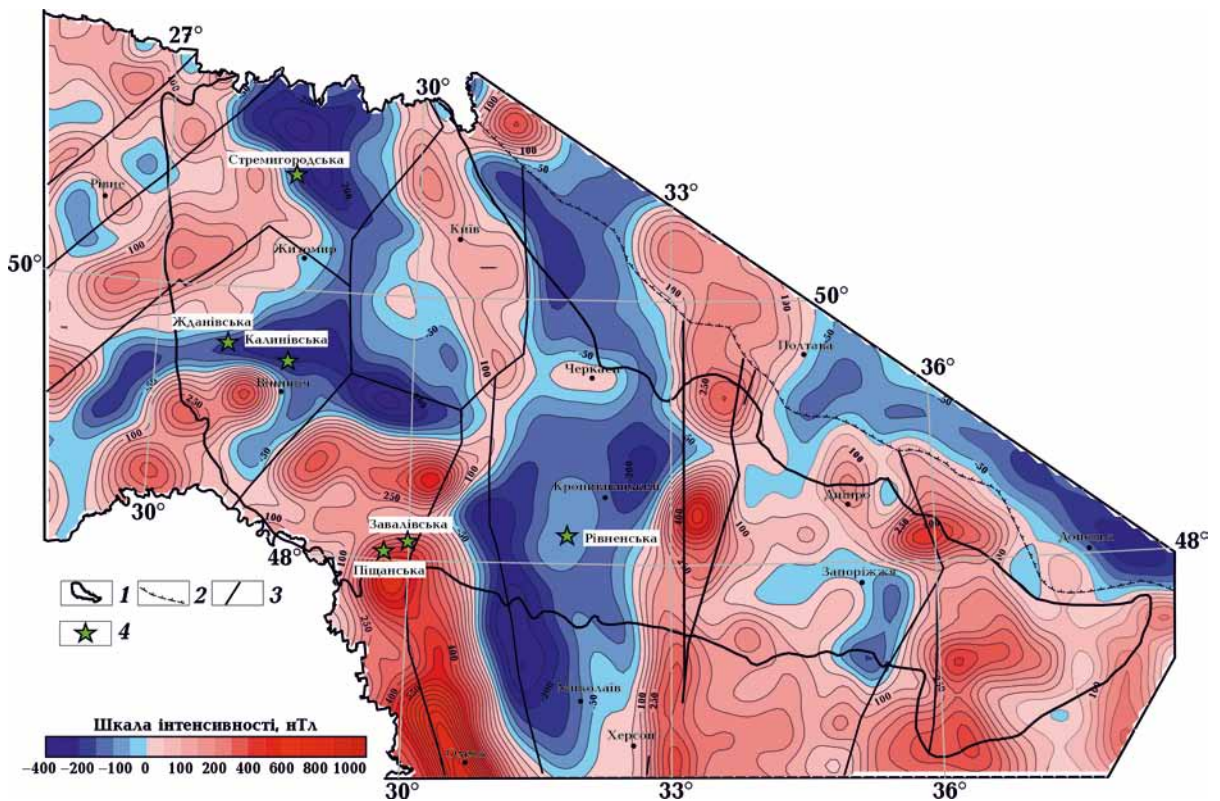 27°
30°
Стремигородська
33°
Рівне
Київ
Житомир
50°
50°
Жданівська
Калинівська
Полтава
Вінниця
Черкаси
36°
30°
Кропивницький
Дніпро
Завалівська
Рівненська
Донецьк
48°
48°
Піщанська
Запоріжжя
1 2 3
4
Миколаїв
Херсон
Шкала інтенсивності, нТл
Одеса
−400 −200 −100 0 100 200 400 600 800 1000
30°
33°
36°